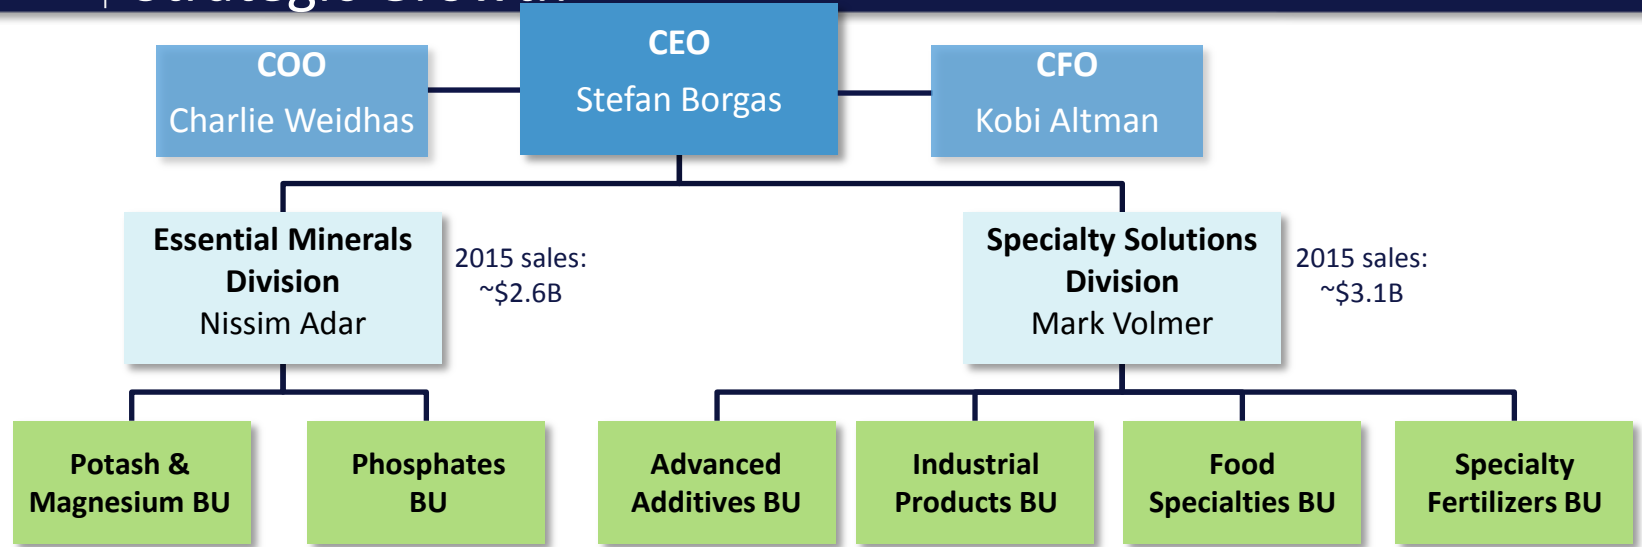 Strategic Growth
CEO
Stefan Borgas
COO
Charlie Weidhas
CFO
Kobi Altman
Essential Minerals
Division
Nissim Adar
2015 sales:
~$2.6B
Specialty Solutions
Division
Mark Volmer
2015 sales:
~$3.1B
Potash &
Magnesium BU
Phosphates
BU
Advanced
Additives BU
Industrial
Products BU
Food
Specialties BU
Specialty
Fertilizers BU